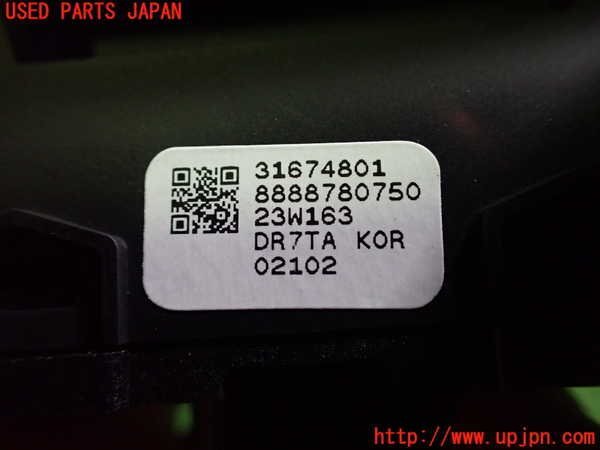 USED PARTS JAPAN
31674801
8888780750
23W163
DR7TA KOR
02102
http://www.upjpn.com/